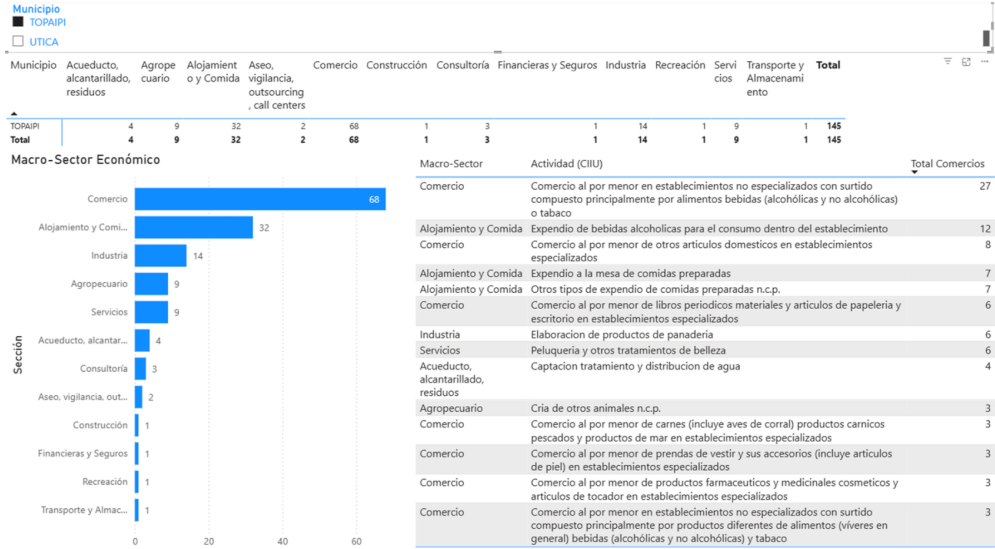 Municipio
TOPAIPI
UTICA
Municipio Acueducto, Agrope Alojamient Aseo, Comercio Construcción Consultoría Financieras y Seguros Industria Recreación Servi Transporte y Total
alcantarillado, cuario o y Comida vigilancia, cios Almacenami
residuos outsourcing ento
, call centers
TOPAIPI 4 9 32 2 68 1 3 1 14 1 9 1 145
Total 4 9 32 2 68 1 3 1 14 1 9 1 145
Macro-Sector Económico
Sección
Comercio 68
Alojamiento y Comi... 32
Industria 14
Agropecuario 9
Servicios 9
Acueducto, alcantar... 4
Consultoría 3
Aseo, vigilancia, out... 2
Construcción 1
Financieras y Seguros 1
Recreación 1
Transporte y Almac... 1
0 20 40 60
Macro-Sector Actividad (CIIU) Total Comercios
Comercio Comercio al por menor en establecimientos no especializados con surtido 27
compuesto principalmente por alimentos bebidas (alcohólicas y no alcohólicas)
o tabaco
Alojamiento y Comida Expendio de bebidas alcoholicas para el consumo dentro del establecimiento 12
Comercio Comercio al por menor de otros articulos domesticos en establecimientos 8
especializados
Alojamiento y Comida Expendio a la mesa de comidas preparadas 7
Alojamiento y Comida Otros tipos de expendio de comidas preparadas n.c.p. 7
Comercio Comercio al por menor de libros periodicos materiales y articulos de papeleria y 6
escritorio en establecimientos especializados
Industria Elaboracion de productos de panaderia 6
Servicios Peluqueria y otros tratamientos de belleza 6
Acueducto, Captacion tratamiento y distribucion de agua 4
alcantarillado,
residuos
Agropecuario Cria de otros animales n.c.p. 3
Comercio Comercio al por menor de carnes (incluye aves de corral) productos carnicos 3
pescados y productos de mar en establecimientos especializados
Comercio Comercio al por menor de prendas de vestir y sus accesorios (incluye articulos 3
de piel) en establecimientos especializados
Comercio Comercio al por menor de productos farmaceuticos y medicinales cosmeticos y 3
articulos de tocador en establecimientos especializados
Comercio Comercio al por menor en establecimientos no especializados con surtido 3
compuesto principalmente por productos diferentes de alimentos (víveres en
general) bebidas (alcohólicas y no alcohólicas) y tabaco